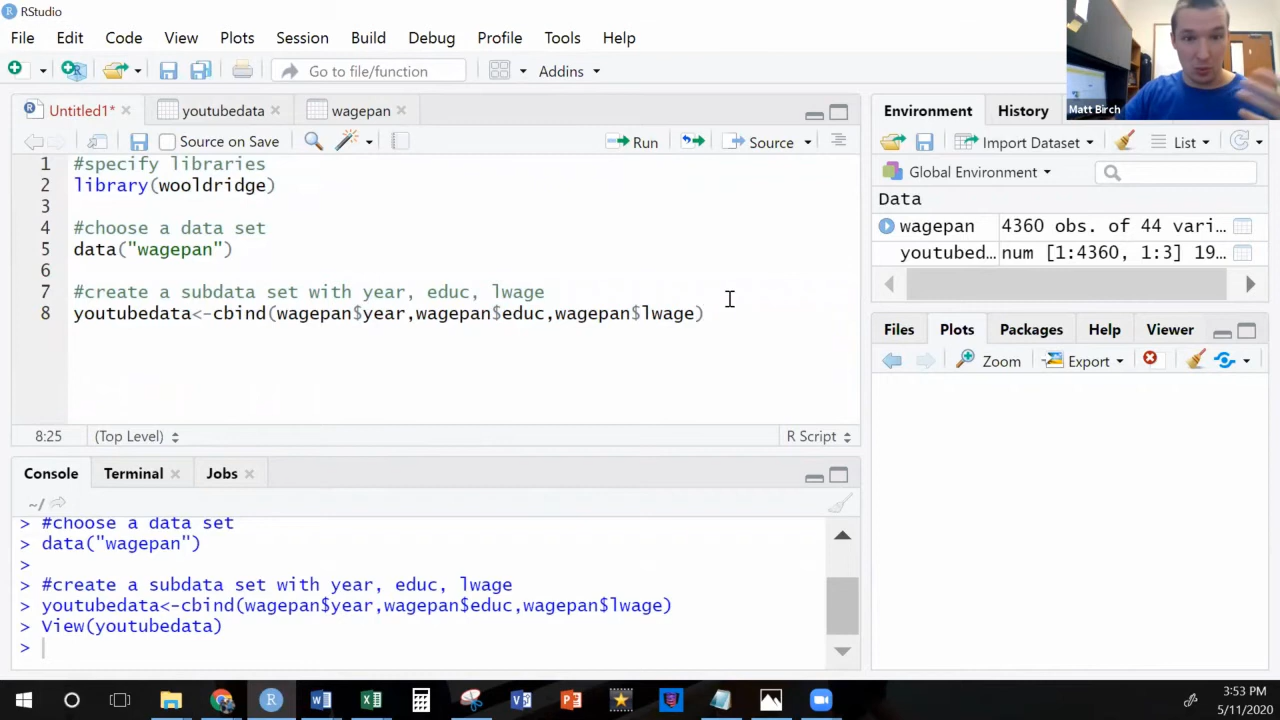 RStudio
File Edit Code View Plots Session Build Debug Profile Tools Help
Go to file/function Addins
Matt Birch
Untitled1* youtubedata wagepan
Source on Save Run Source
1 #specify libraries
2 library(wooldridge)
3
4 #choose a data set
5 data("wagepan")
6
7 #create a subdata set with year, educ, lwage
8 youtubedata<-cbind(wagepan$year,wagepan$educ,wagepan$lwage)
8:25 (Top Level) R Script
Console Terminal Jobs
~/
> #choose a data set
> data("wagepan")
>
> #create a subdata set with year, educ, lwage
> youtubedata<-cbind(wagepan$year,wagepan$educ,wagepan$lwage)
> View(youtubedata)
>
Environment History
Import Dataset List
Global Environment
Data
wagepan 4360 obs. of 44 vari…
youtubed… num [1:4360, 1:3] 19…
Files Plots Packages Help Viewer
Zoom Export
3:53 PM
5/11/2020